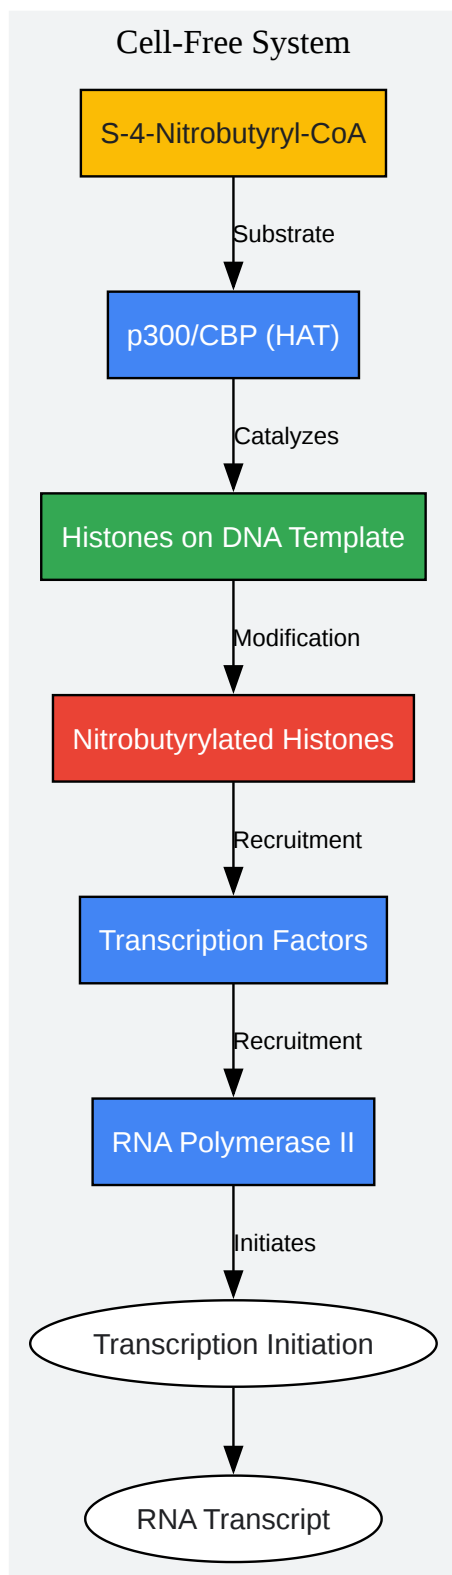 Cell-Free System
S-4-Nitrobutyryl-CoA
Substrate
p300/CBP (HAT)
Catalyzes
Histones on DNA Template
Modification
Nitrobutyrylated Histones
Recruitment
Transcription Factors
Recruitment
RNA Polymerase II
Initiates
Transcription Initiation
RNA Transcript